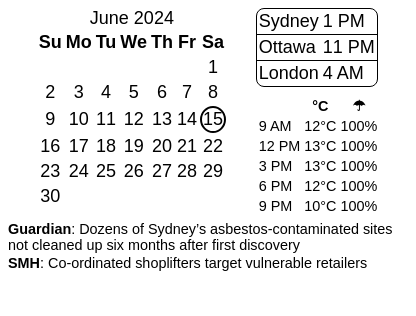 June 2024
Su Mo Tu We Th Fr Sa
1
2 3 4 5 6 7 8
9 10 11 12 13 14 15
16 17 18 19 20 21 22
23 24 25 26 27 28 29
30
Sydney 1 PM
Ottawa 11 PM
London 4 AM
°C ☂
9 AM 12°C 100%
12 PM 13°C 100%
3 PM 13°C 100%
6 PM 12°C 100%
9 PM 10°C 100%
Guardian: Dozens of Sydney’s asbestos-contaminated sites
not cleaned up six months after first discovery
SMH: Co-ordinated shoplifters target vulnerable retailers